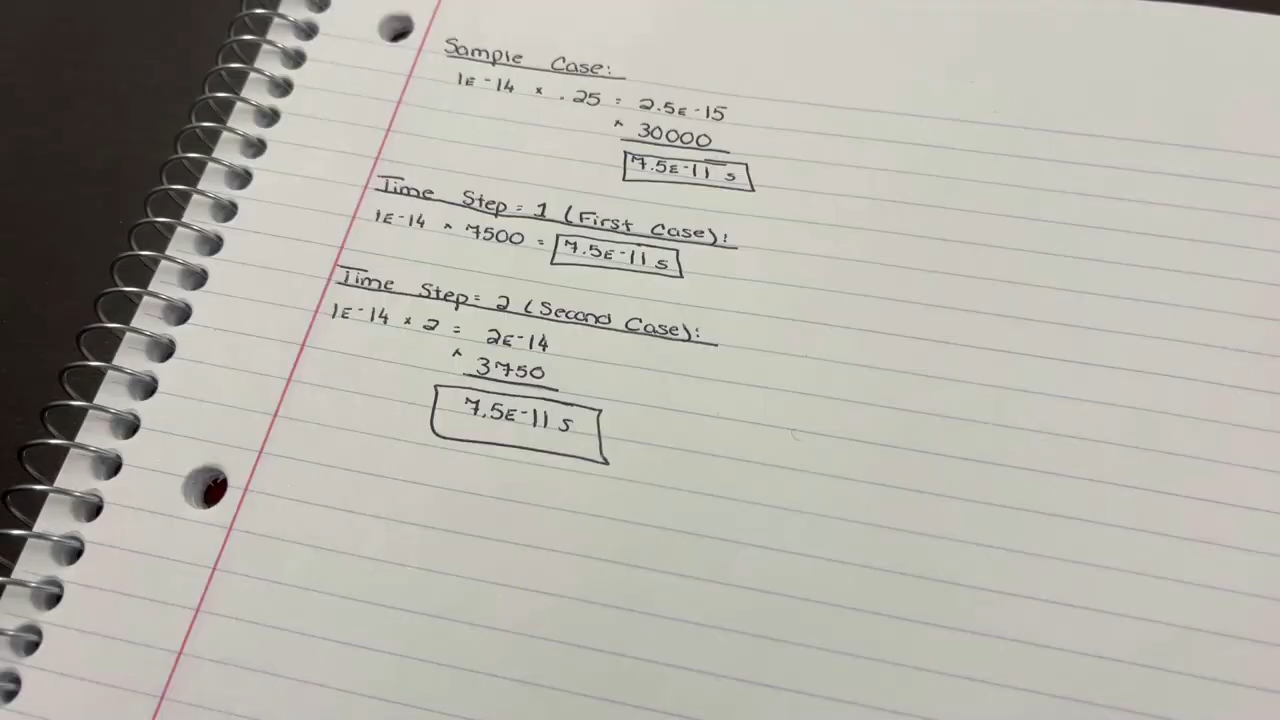 Sample Case:
1E-14 × .25 = 2.5E-15
× 30000
7.5E-11 s
Time Step = 1 (First Case):
1E-14 × 7500 = 7.5E-11 s
Time Step = 2 (Second Case):
1E-14 × 2 = 2E-14
× 3750
7.5E-11 s